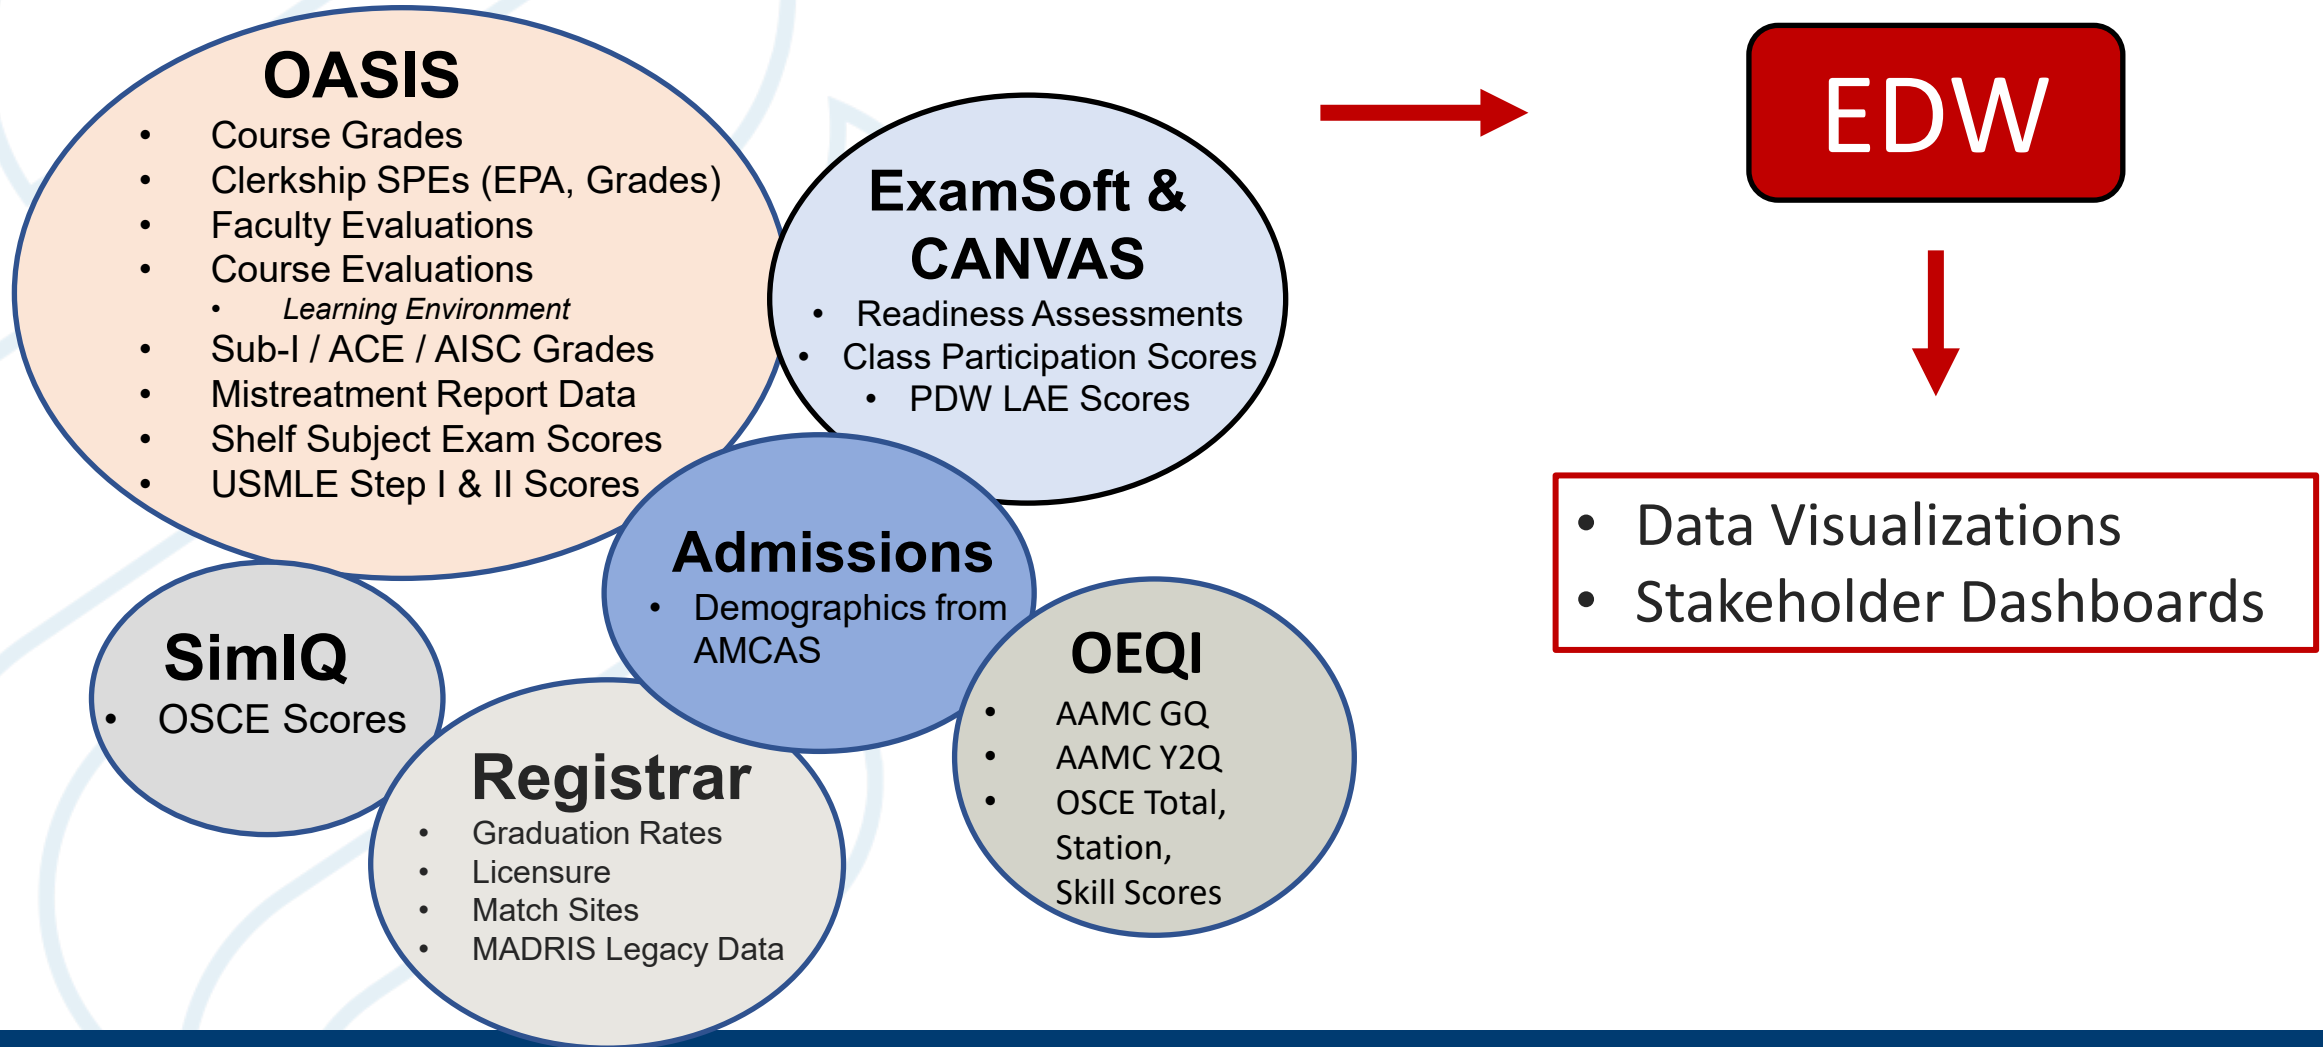 OASIS
• Course Grades
• Clerkship SPEs (EPA, Grades)
• Faculty Evaluations
• Course Evaluations
• Learning Environment
• Sub-I / ACE / AISC Grades
• Mistreatment Report Data
• Shelf Subject Exam Scores
• USMLE Step I & II Scores
ExamSoft &
CANVAS
• Readiness Assessments
• Class Participation Scores
• PDW LAE Scores
Admissions
• Demographics from
AMCAS
SimIQ
• OSCE Scores
Registrar
• Graduation Rates
• Licensure
• Match Sites
• MADRIS Legacy Data
OEQI
• AAMC GQ
• AAMC Y2Q
• OSCE Total,
Station,
Skill Scores
EDW
• Data Visualizations
• Stakeholder Dashboards